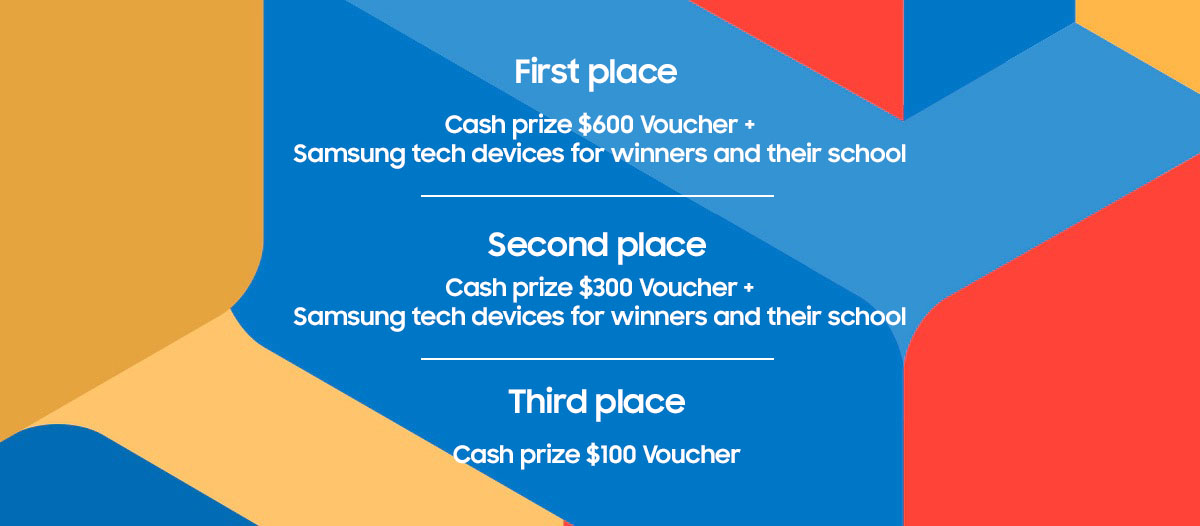 First place
Cash prize $600 Voucher +
Samsung tech devices for winners and their school
Second place
Cash prize $300 Voucher +
Samsung tech devices for winners and their school
Third place
Cash prize $100 Voucher